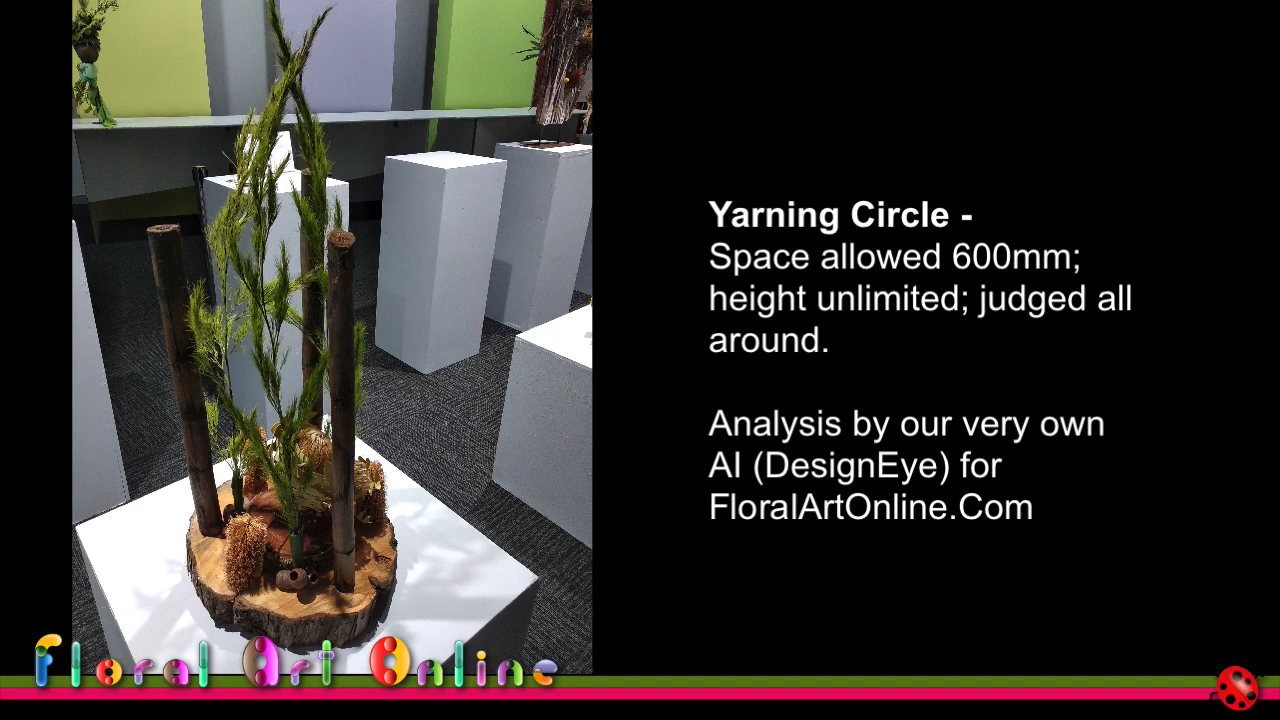 Yarning Circle -
Space allowed 600mm;
height unlimited; judged all
around.
Analysis by our very own
AI (DesignEye) for
FloralArtOnline.Com
Floral Art Online